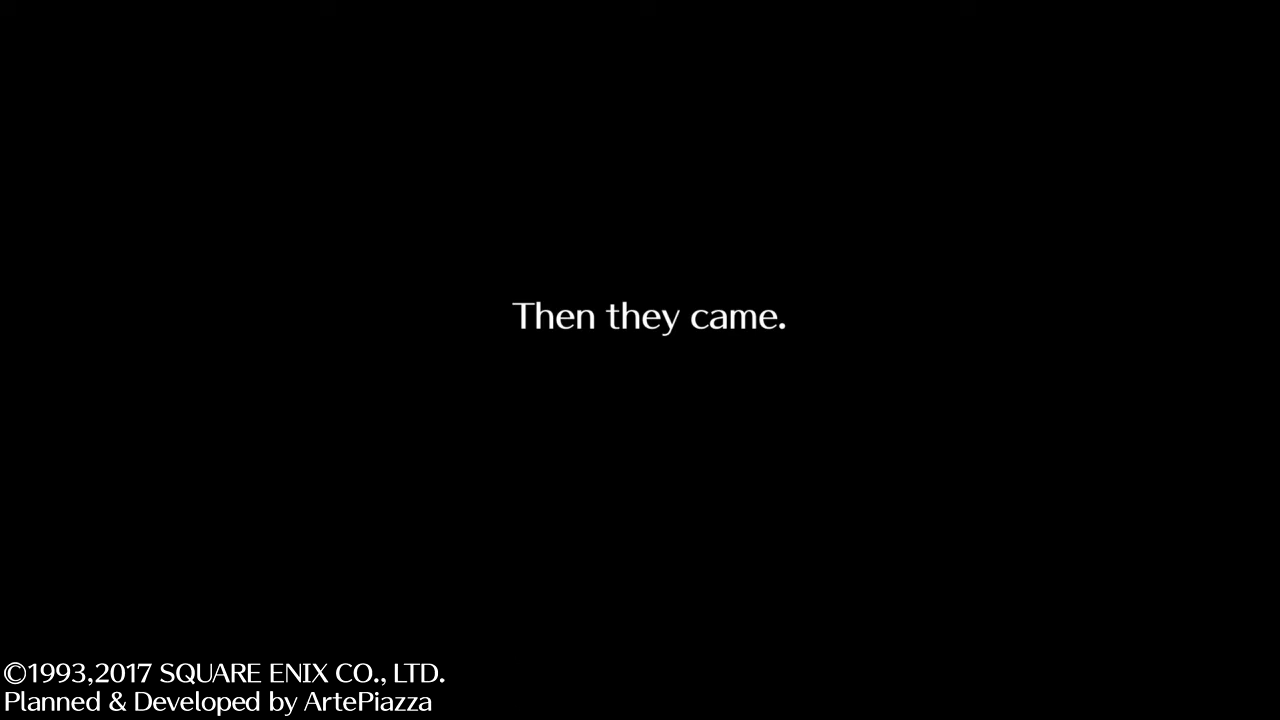 Then they came.
©1993,2017 SQUARE ENIX CO., LTD.
Planned & Developed by ArtePiazza